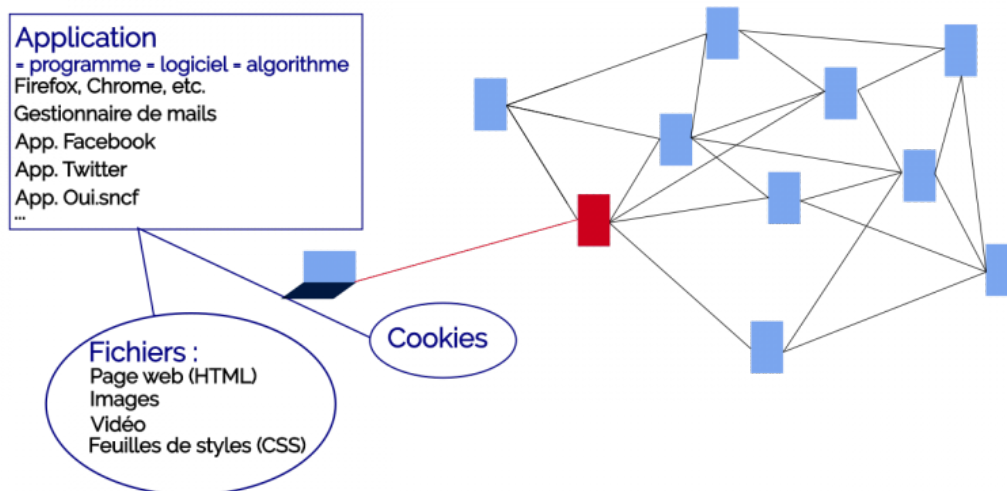 Application
= programme = logiciel = algorithme
Firefox, Chrome, etc.
Gestionnaire de mails
App. Facebook
App. Twitter
App. Oui.sncf
...
Cookies
Fichiers :
Page web (HTML)
Images
Vidéo
Feuilles de styles (CSS)